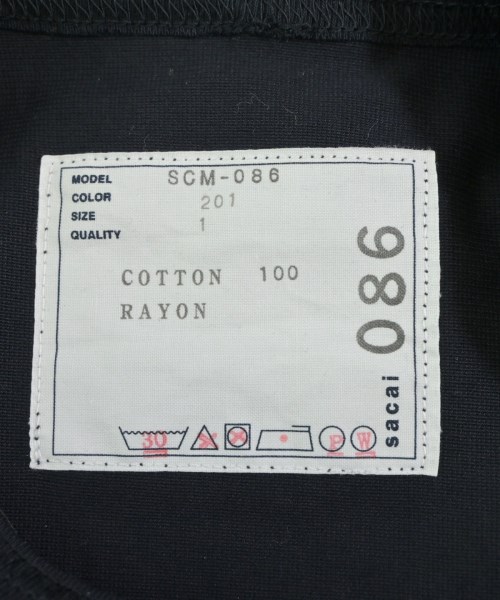 MODEL SCM-086
COLOR 201
SIZE 1
QUALITY
COTTON 100
RAYON
30
P
W
sacai 086